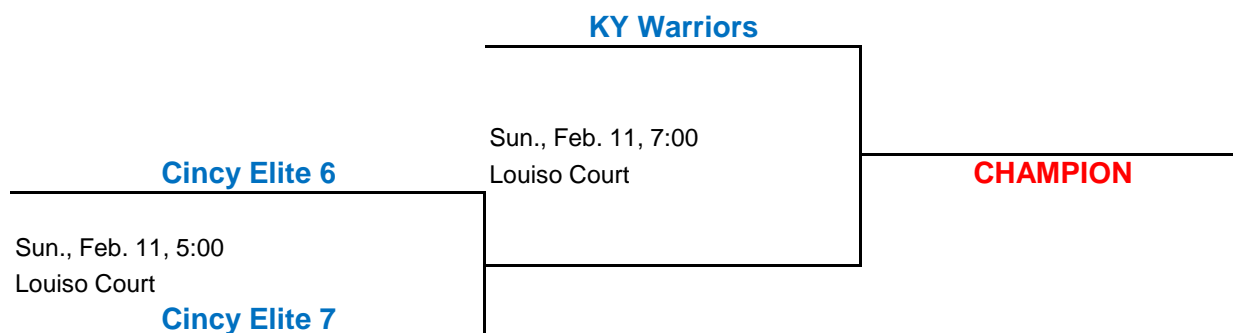 KY Warriors
Sun., Feb. 11, 7:00
Louiso Court
CHAMPION
Cincy Elite 6
Sun., Feb. 11, 5:00
Louiso Court
Cincy Elite 7